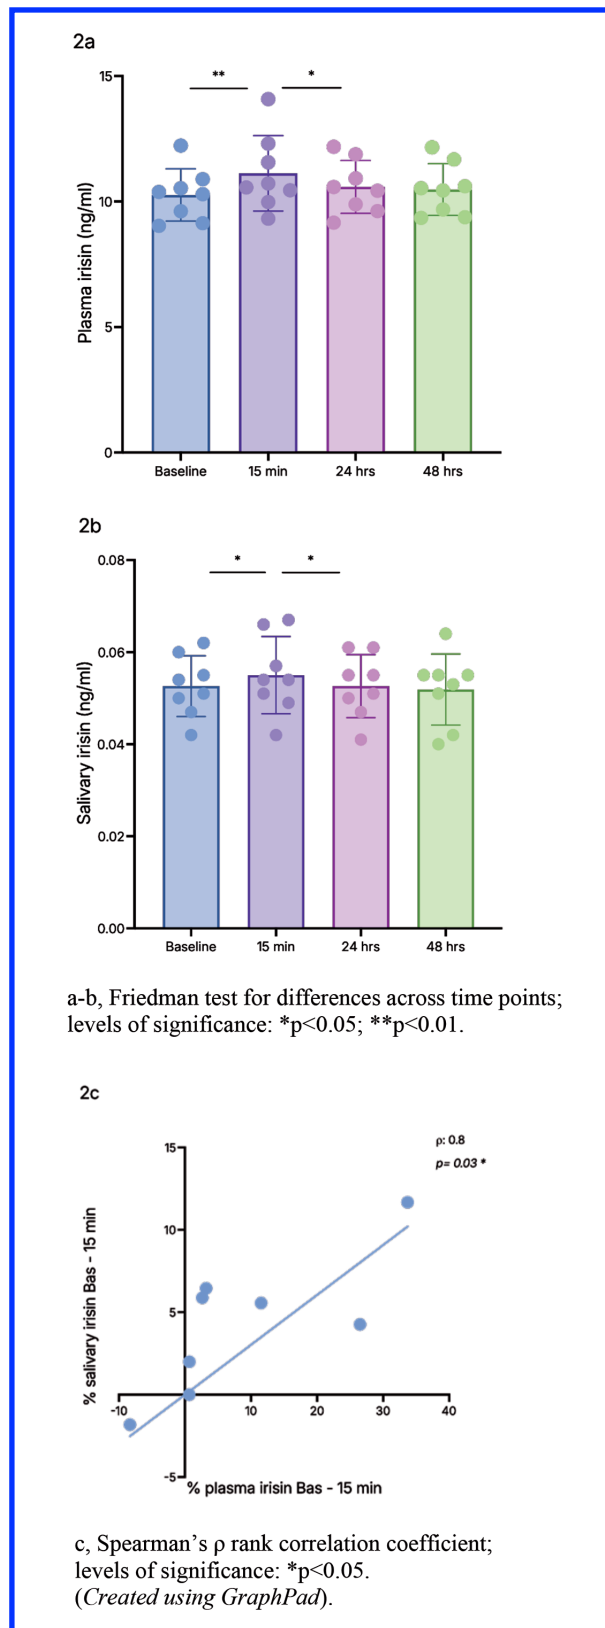 2a
** *
15
10
5
0
Plasma irisin (ng/ml)
Baseline 15 min 24 hrs 48 hrs
2b
* *
0.08
0.06
0.04
0.02
0.00
Salivary irisin (ng/ml)
Baseline 15 min 24 hrs 48 hrs
a-b, Friedman test for differences across time points;
levels of significance: *p<0.05; **p<0.01.
2c
ρ: 0.8
p= 0.03 *
15
10
5
-5
% salivary irisin Bas - 15 min
-10 10 20 30 40
% plasma irisin Bas - 15 min
c, Spearman’s ρ rank correlation coefficient;
levels of significance: *p<0.05.
(Created using GraphPad).